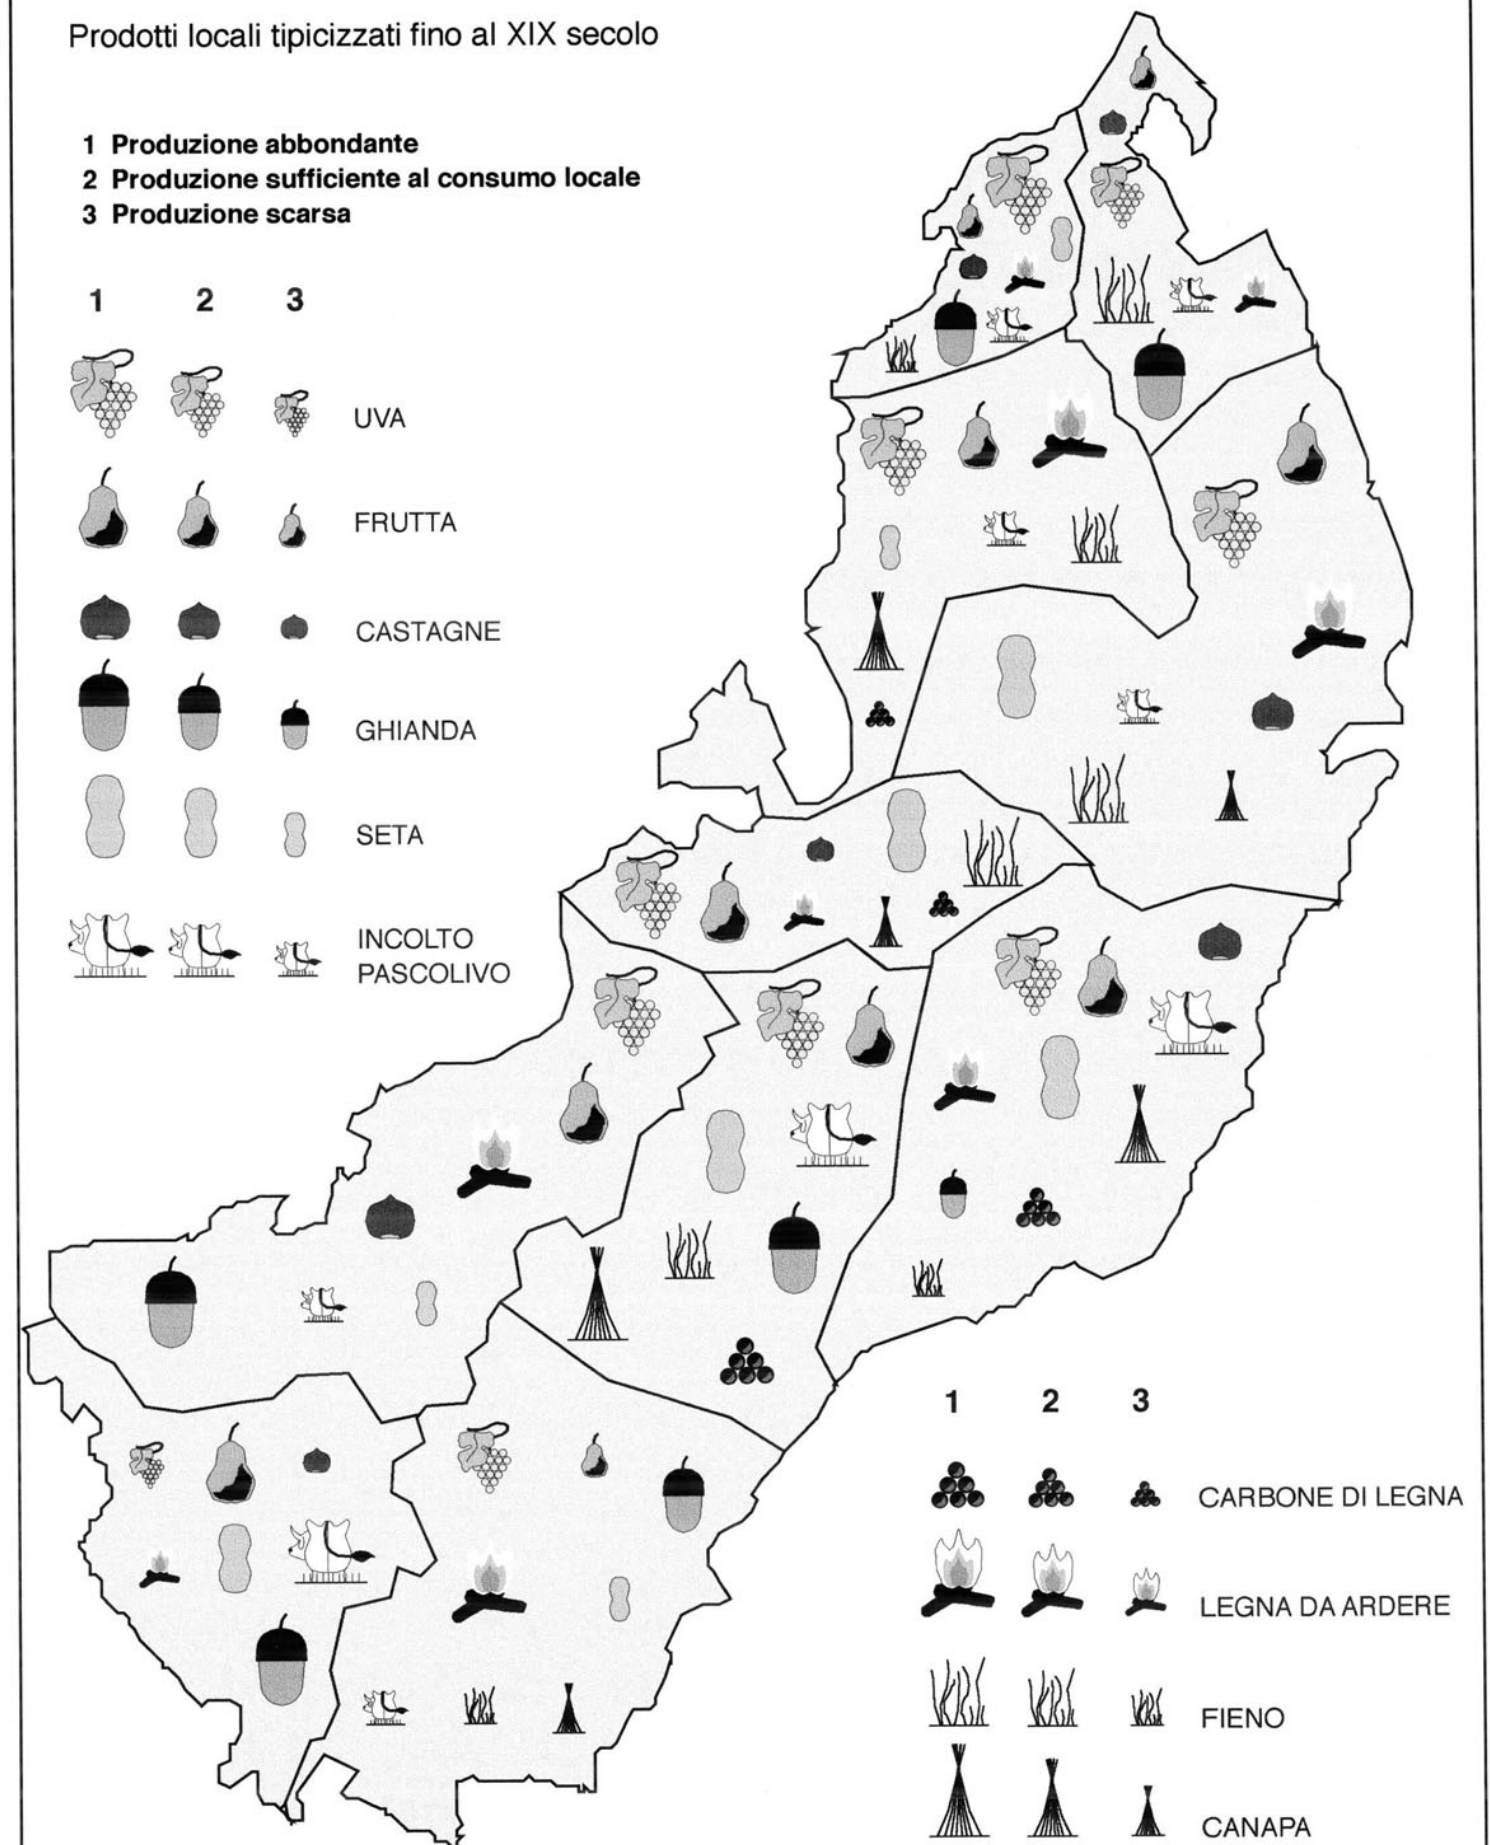 Prodotti locali tipicizzati fino al XIX secolo
1 Produzione abbondante
2 Produzione sufficiente al consumo locale
3 Produzione scarsa
1 2 3
UVA
FRUTTA
CASTAGNE
GHIANDA
SETA
INCOLTO
PASCOLIVO
1 2 3
CARBONE DI LEGNA
LEGNA DA ARDERE
FIENO
CANAPA